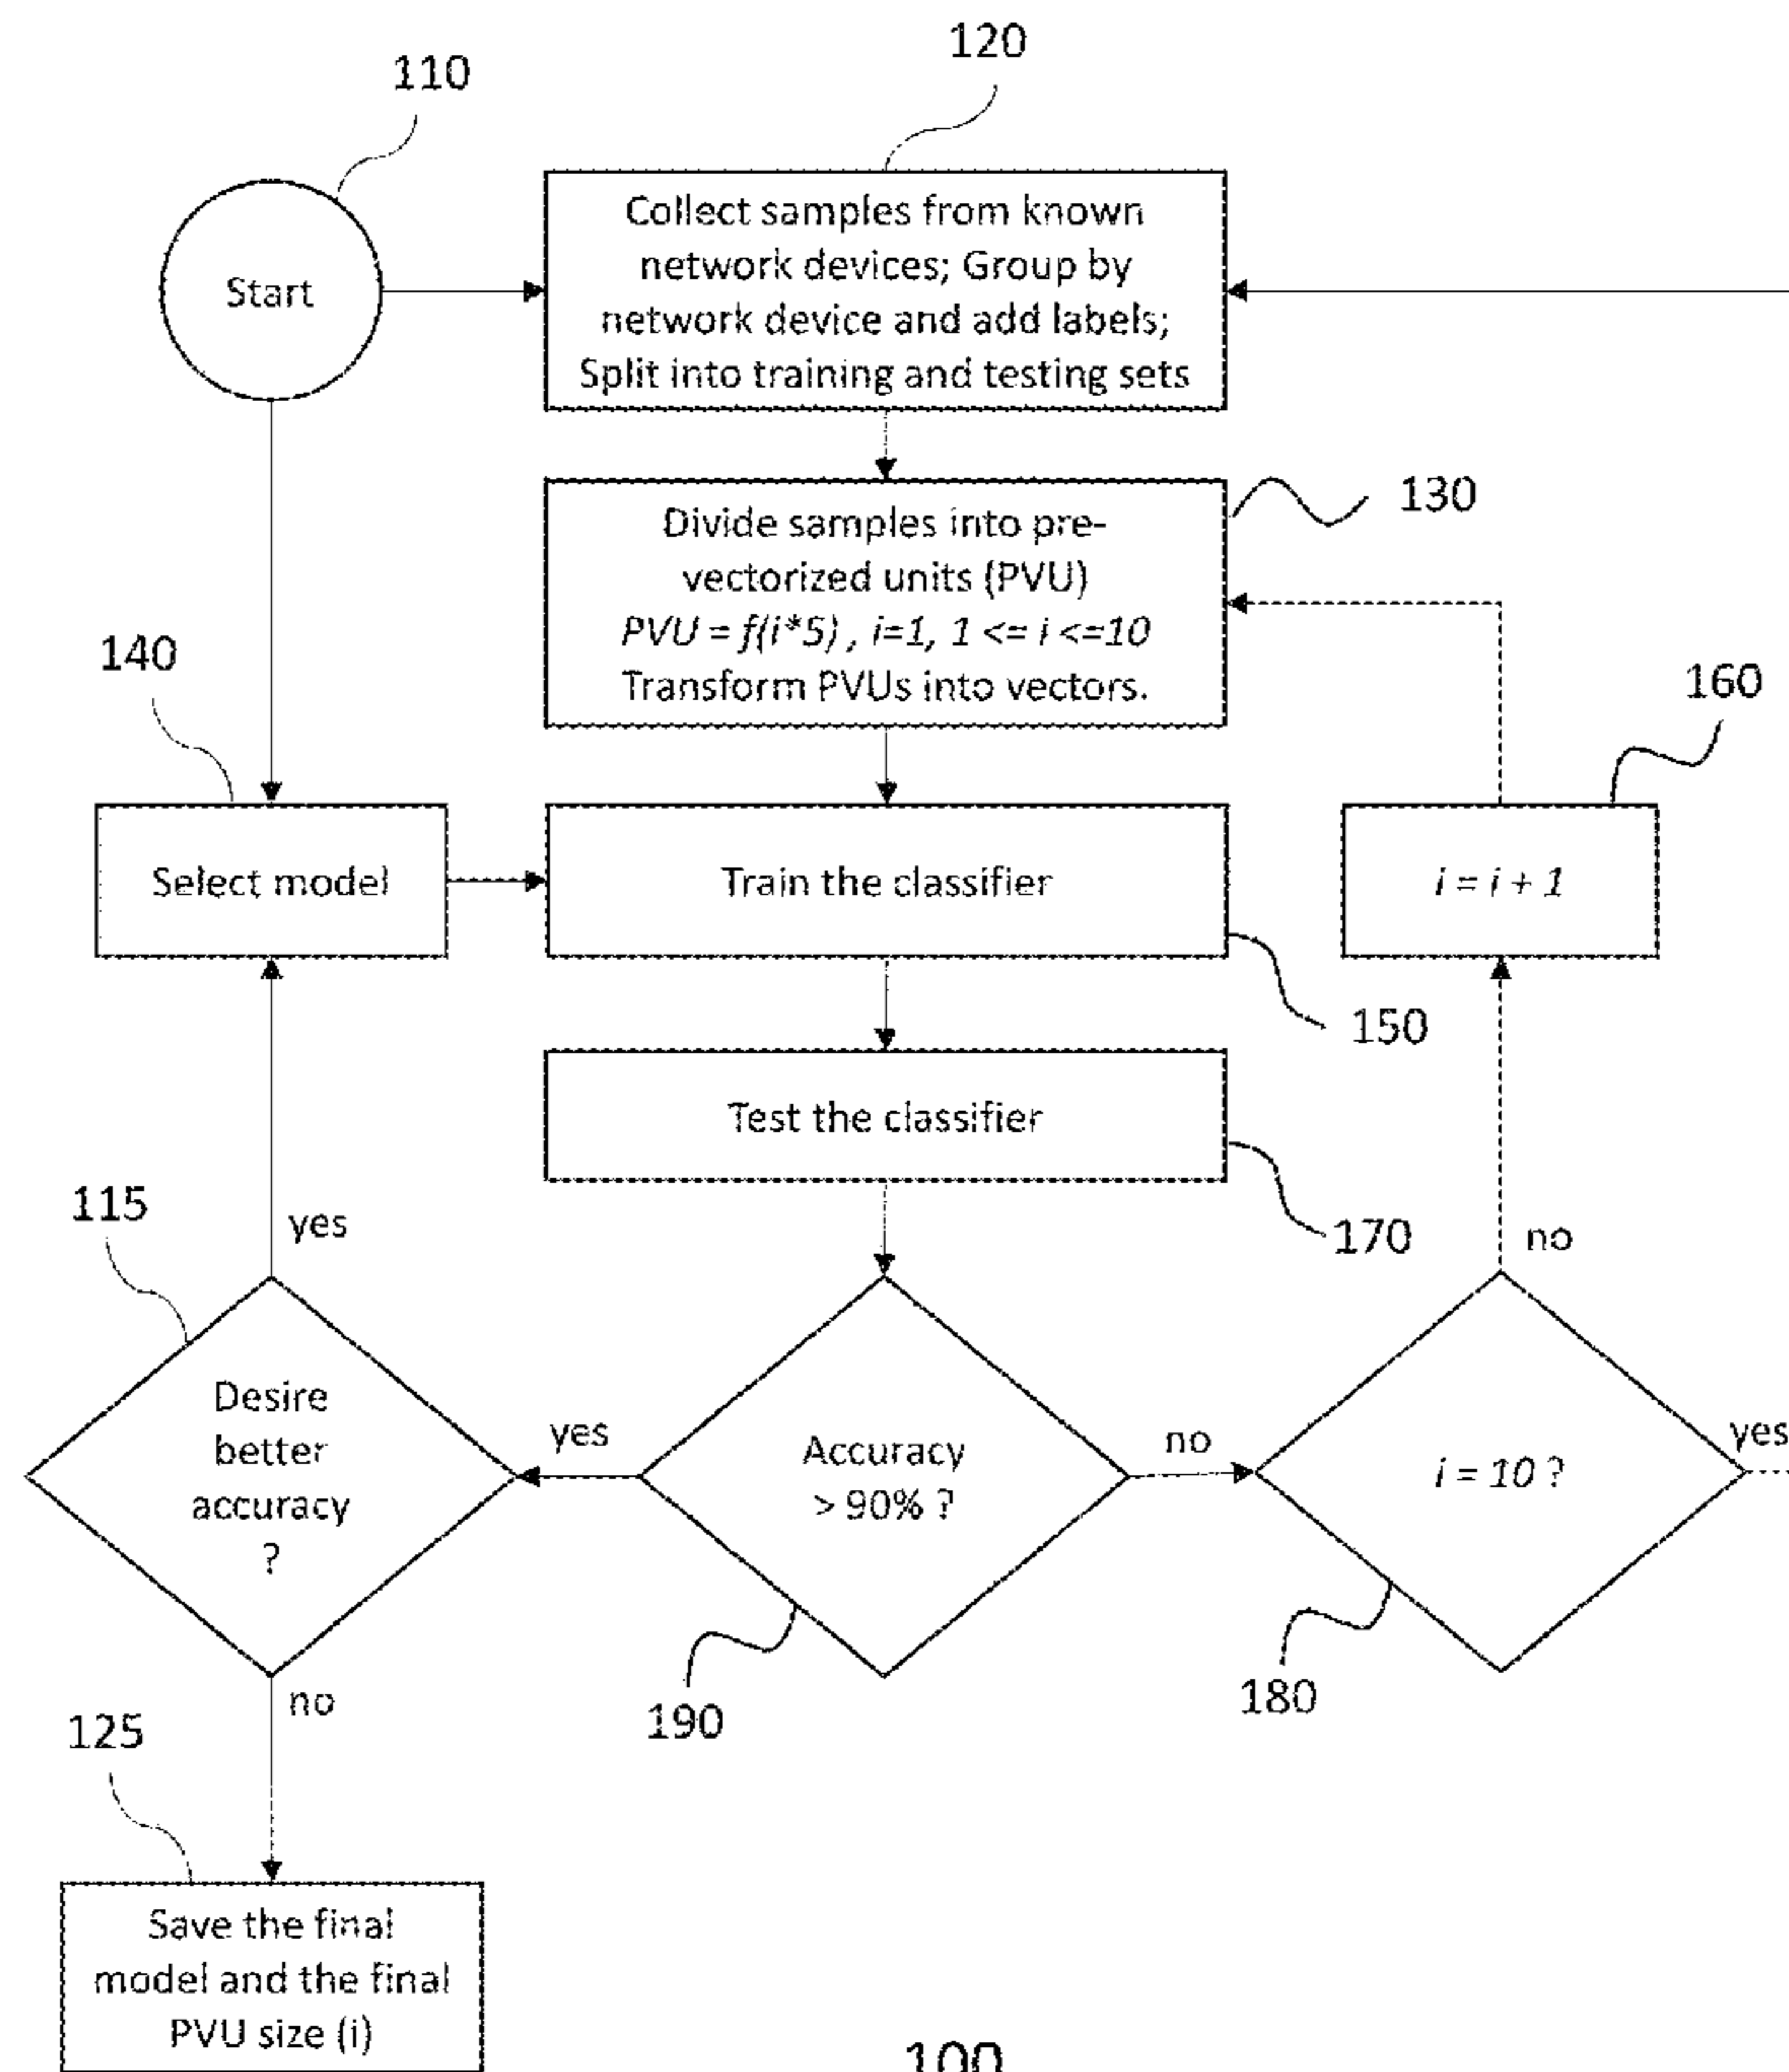 120
110
Start
Collect samples from known
network devices; Group by
network device and add labels;
Split into training and testing sets
130
Divide samples into pre-
vectorized units (PVU)
PVU = f(i*5) , i=1, 1 <= i <=10
Transform PVUs into vectors.
140
160
Select model
Train the classifier
i = i + 1
150
Test the classifier
170
115
yes
no
Desire
better
accuracy
?
yes
Accuracy
> 90% ?
no
i = 10 ?
yes
no
190
180
125
Save the final
model and the final
PVU size (i)
100